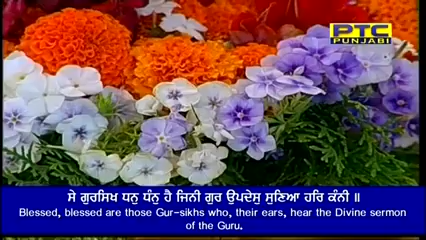 PTC
PUNJABI
ਸੇ ਗੁਰਸਿਖ ਧਨੁ ਧੰਨੁ ਹੈ ਜਿਨੀ ਗੁਰ ਉਪਦੇਸੁ ਸੁਣਿਆ ਹਰਿ ਕੰਨੀ ॥
Blessed, blessed are those Gur-sikhs who, their ears, hear the Divine sermon
of the Guru.